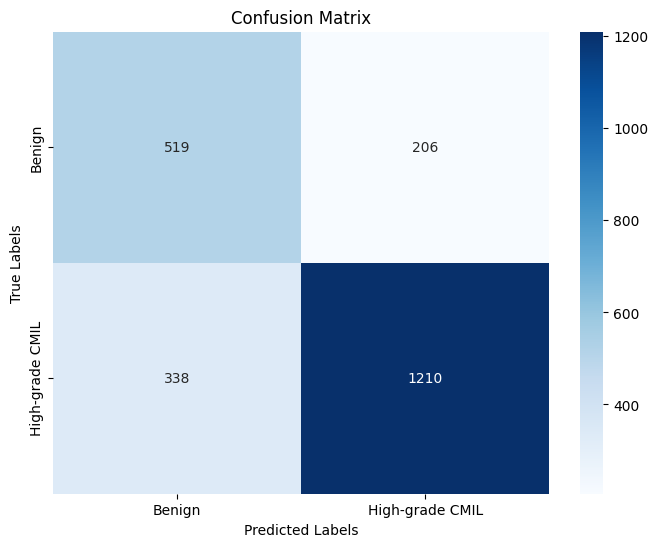 Confusion Matrix
1200
1000
800
600
400
True Labels
Benign
High-grade CMIL
519
206
338
1210
Benign
High-grade CMIL
Predicted Labels